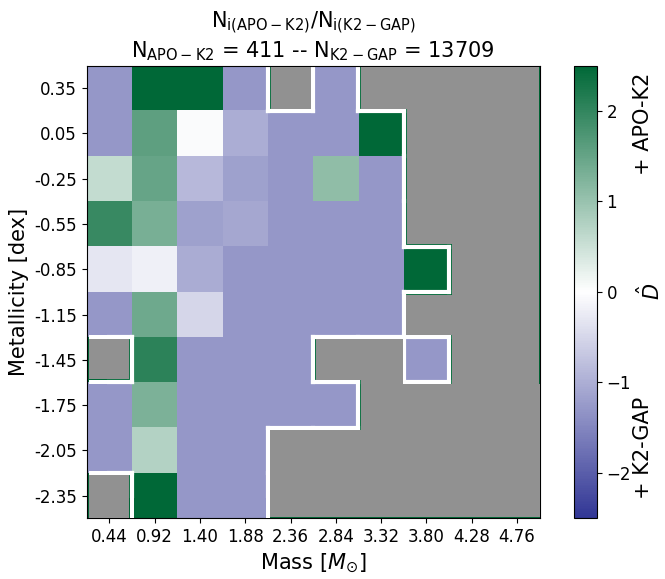 N_i(APO−K2)/N_i(K2−GAP)
N_APO−K2 = 411 -- N_K2−GAP = 13709
Metallicity [dex]
0.35
0.05
-0.25
-0.55
-0.85
-1.15
-1.45
-1.75
-2.05
-2.35
0.44 0.92 1.40 1.88 2.36 2.84 3.32 3.80 4.28 4.76
Mass [M⊙]
2
1
0
−1
−2
+ APO-K2
D̂
+ K2-GAP